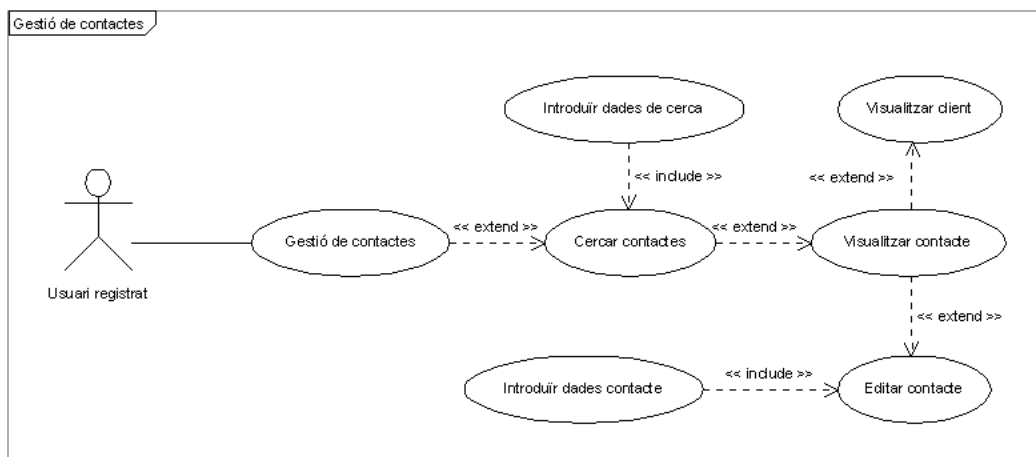 Gestió de contactes
Introduïr dades de cerca
Visualitzar client
<< include >>
<< extend >>
Gestió de contactes
<< extend >>
Cercar contactes
<< extend >>
Visualitzar contacte
Usuari registrat
<< extend >>
Introduïr dades contacte
<< include >>
Editar contacte